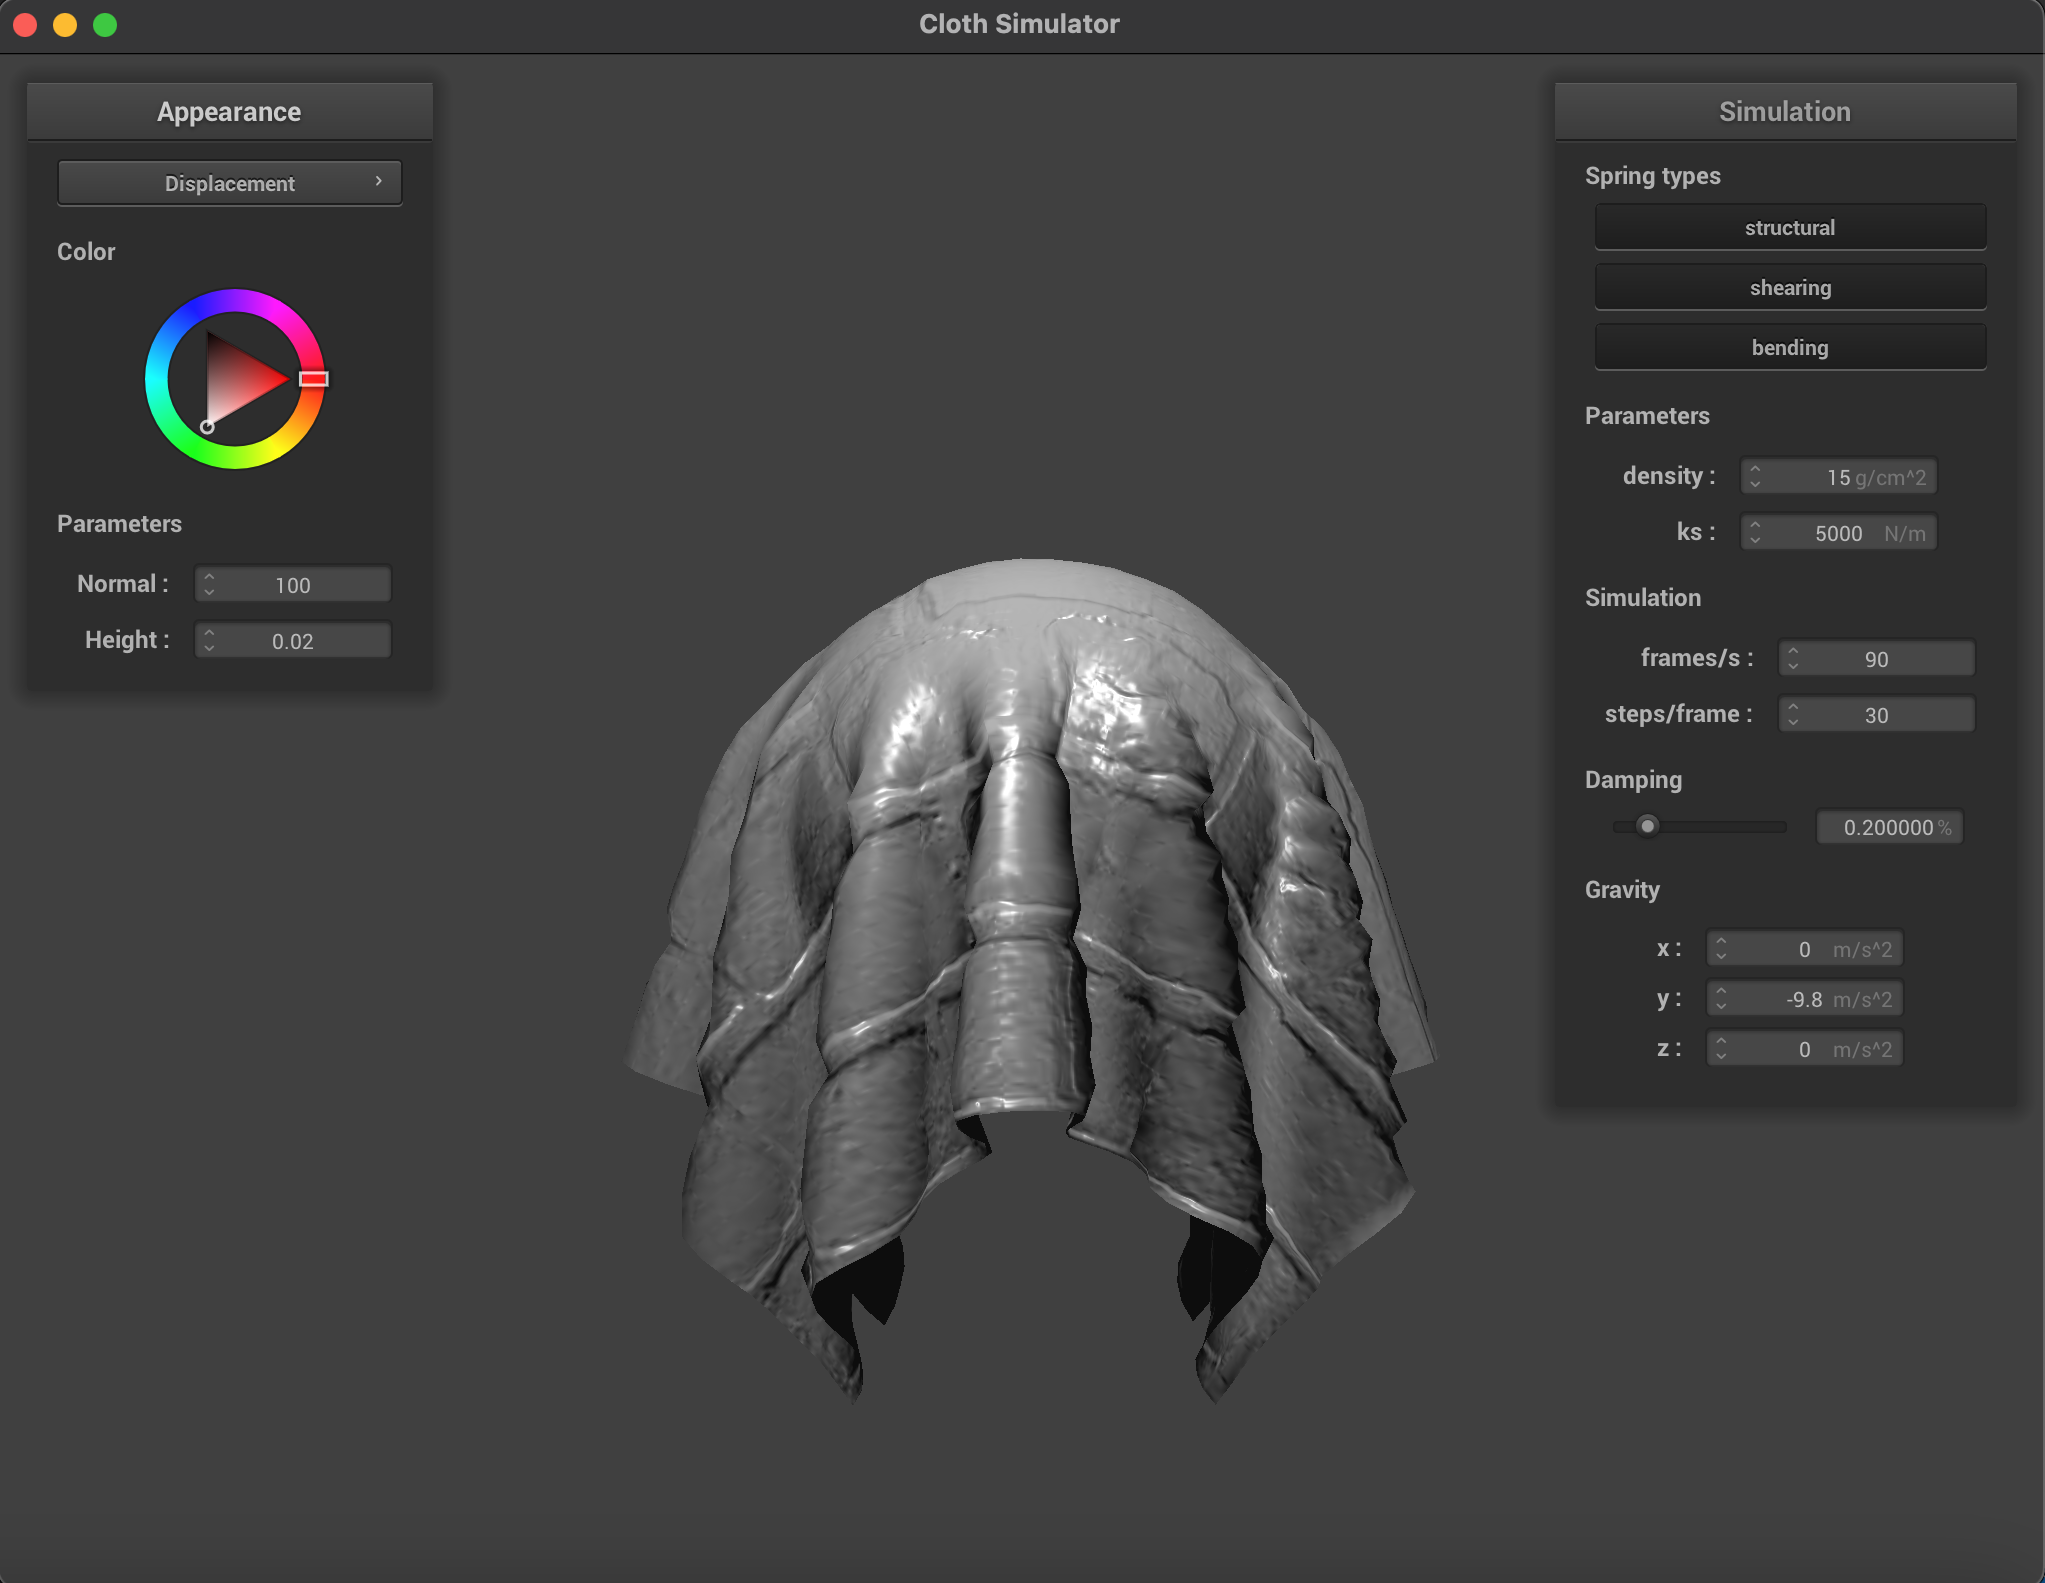 Cloth Simulator
Appearance
Displacement
Color
Parameters
Normal : 100
Height : 0.02
Simulation
Spring types
structural
shearing
bending
Parameters
density : 15 g/cm^2
ks : 5000 N/m
Simulation
frames/s : 90
steps/frame : 30
Damping
0.200000 %
Gravity
x : 0 m/s^2
y : -9.8 m/s^2
z : 0 m/s^2